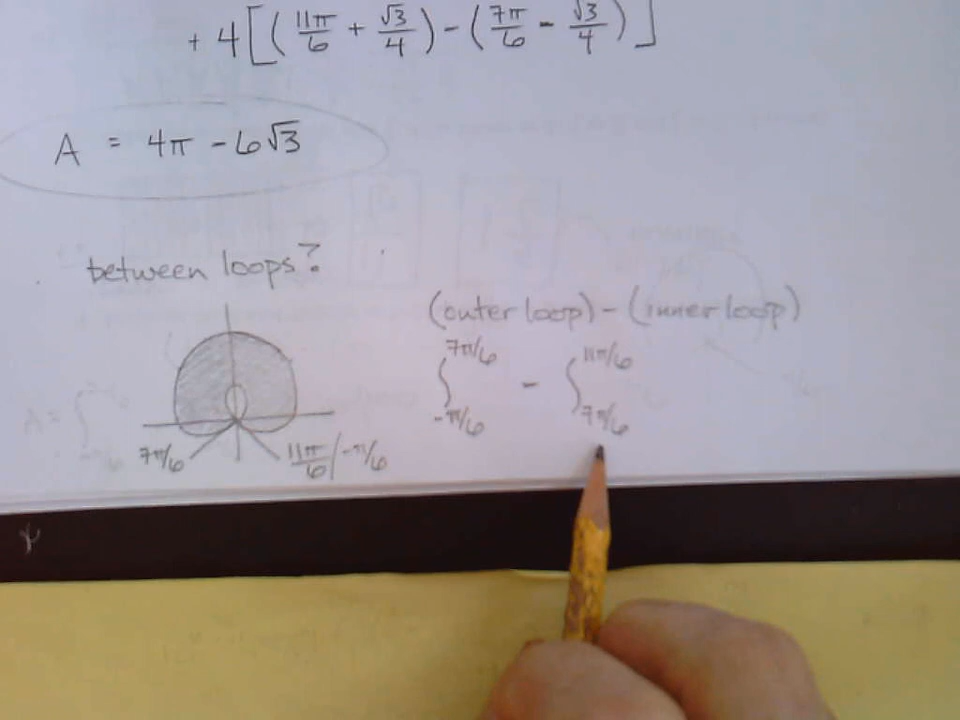 + 4[(11π/6 + √3/4) - (7π/6 - √3/4)]
A = 4π - 6√3
between loops?
(outer loop) - (inner loop)
∫_{-π/6}^{7π/6} - ∫_{7π/6}^{11π/6}
7π/6 11π/6 / -π/6